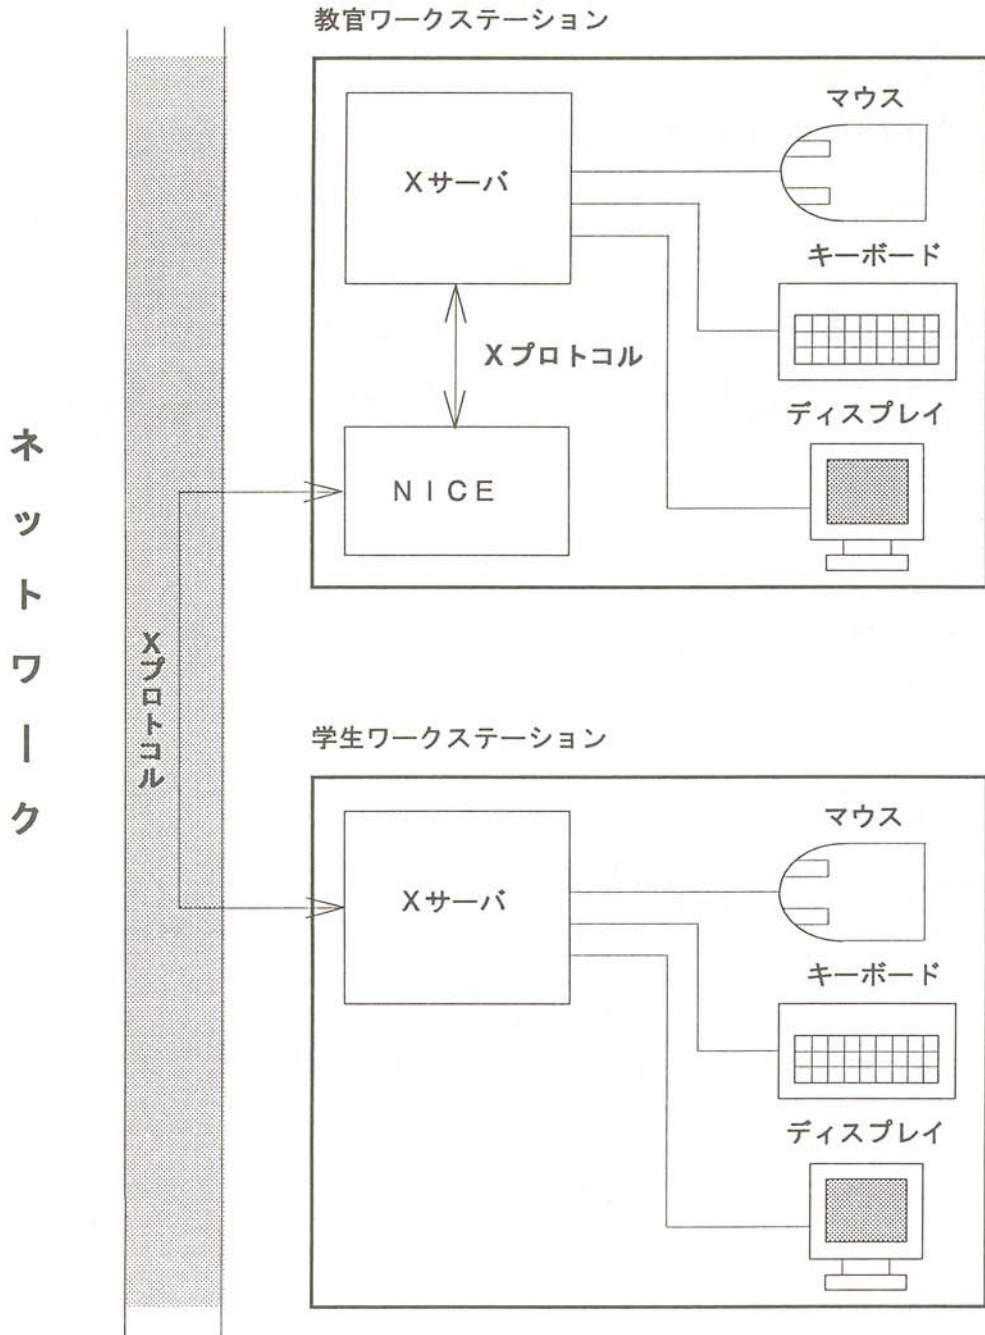 教官ワークステーション
マウス
Xサーバ
キーボード
Xプロトコル
ディスプレイ
NICE
ネットワーク
Xプロトコル
学生ワークステーション
マウス
Xサーバ
キーボード
ディスプレイ